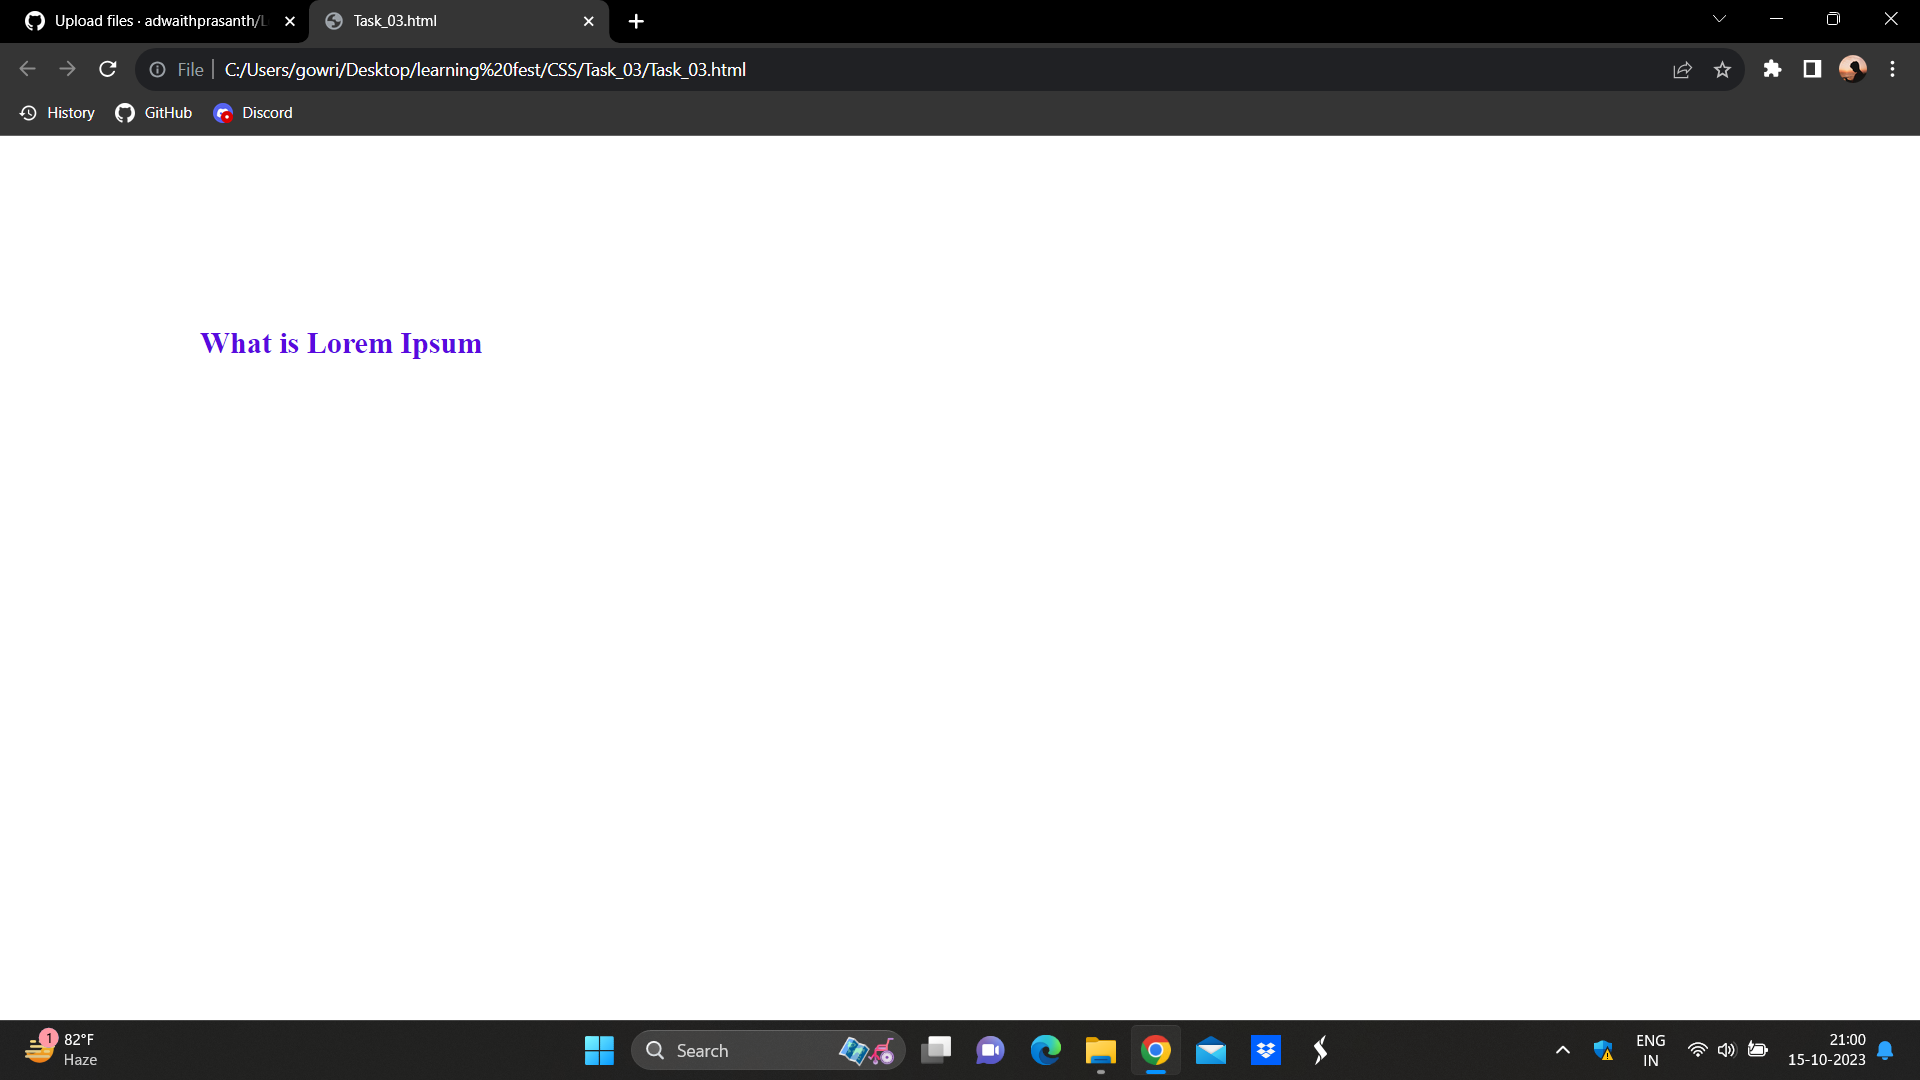 Upload files · adwaithprasanth/L
Task_03.html
File
C:/Users/gowri/Desktop/learning%20fest/CSS/Task_03/Task_03.html
History
GitHub
Discord
What is Lorem Ipsum
1
82°F
Haze
Search
ENG
IN
21:00
15-10-2023